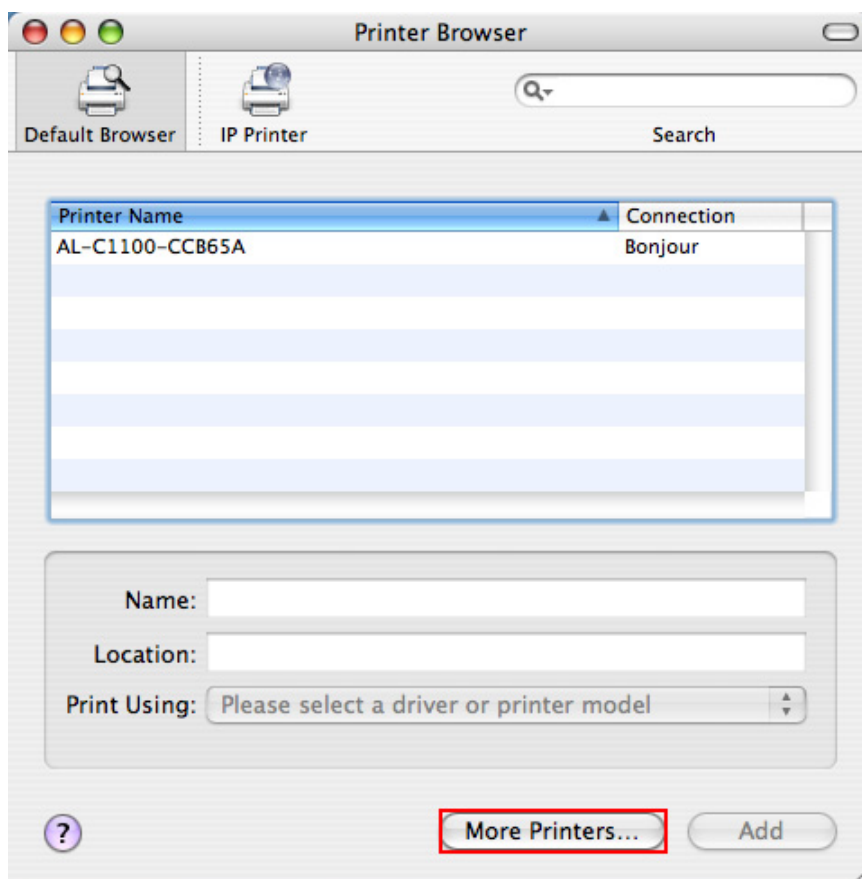 Printer Browser
Default Browser
IP Printer
Search
Printer Name
Connection
AL-C1100-CCB65A
Bonjour
Name:
Location:
Print Using:
Please select a driver or printer model
?
More Printers...
Add